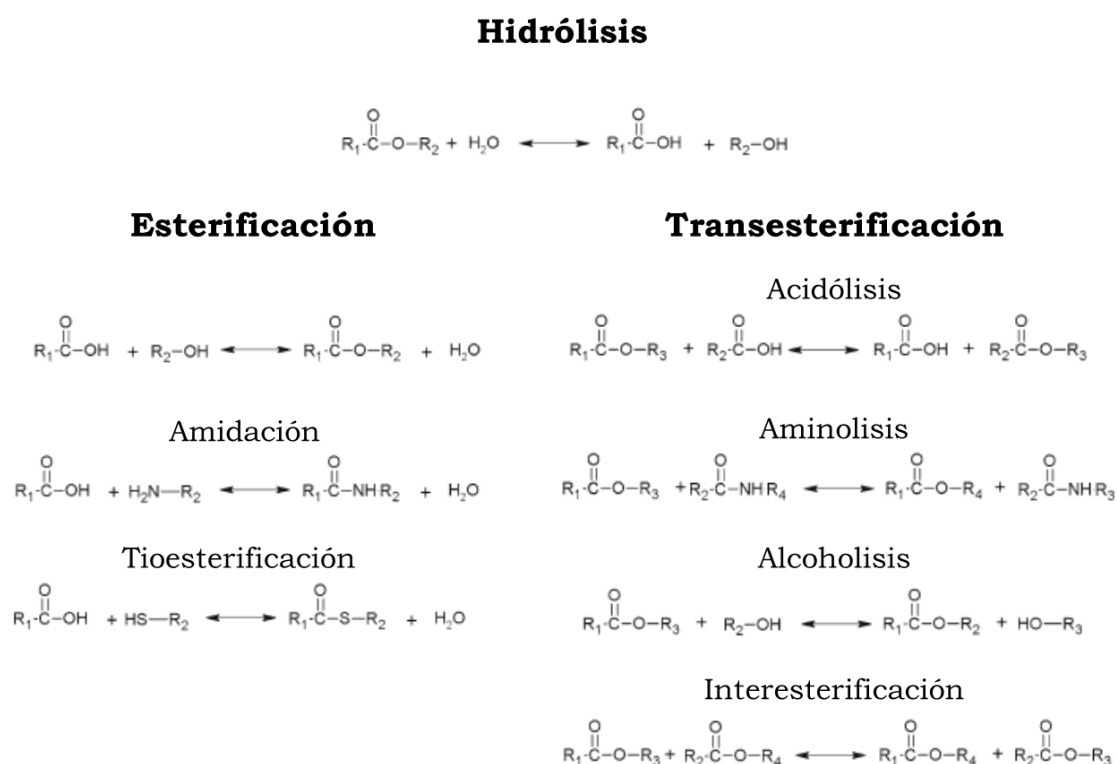 Hidrólisis
O O
R₁-C-O-R₂ + H₂O ⟷ R₁-C-OH + R₂-OH
Esterificación
O O
R₁-C-OH + R₂-OH ⟷ R₁-C-O-R₂ + H₂O
Amidación
O O
R₁-C-OH + H₂N-R₂ ⟷ R₁-C-NHR₂ + H₂O
Tioesterificación
O O
R₁-C-OH + HS-R₂ ⟷ R₁-C-S-R₂ + H₂O
Transesterificación
Acidólisis
O O O O
R₁-C-O-R₃ + R₂-C-OH ⟷ R₁-C-OH + R₂-C-O-R₃
Aminolisis
O O O O
R₁-C-O-R₃ + R₂-C-NHR₄ ⟷ R₁-C-O-R₄ + R₂-C-NHR₃
Alcoholisis
O O
R₁-C-O-R₃ + R₂-OH ⟷ R₁-C-O-R₂ + HO-R₃
Interesterificación
O O O O
R₁-C-O-R₃ + R₂-C-O-R₄ ⟷ R₁-C-O-R₄ + R₂-C-O-R₃